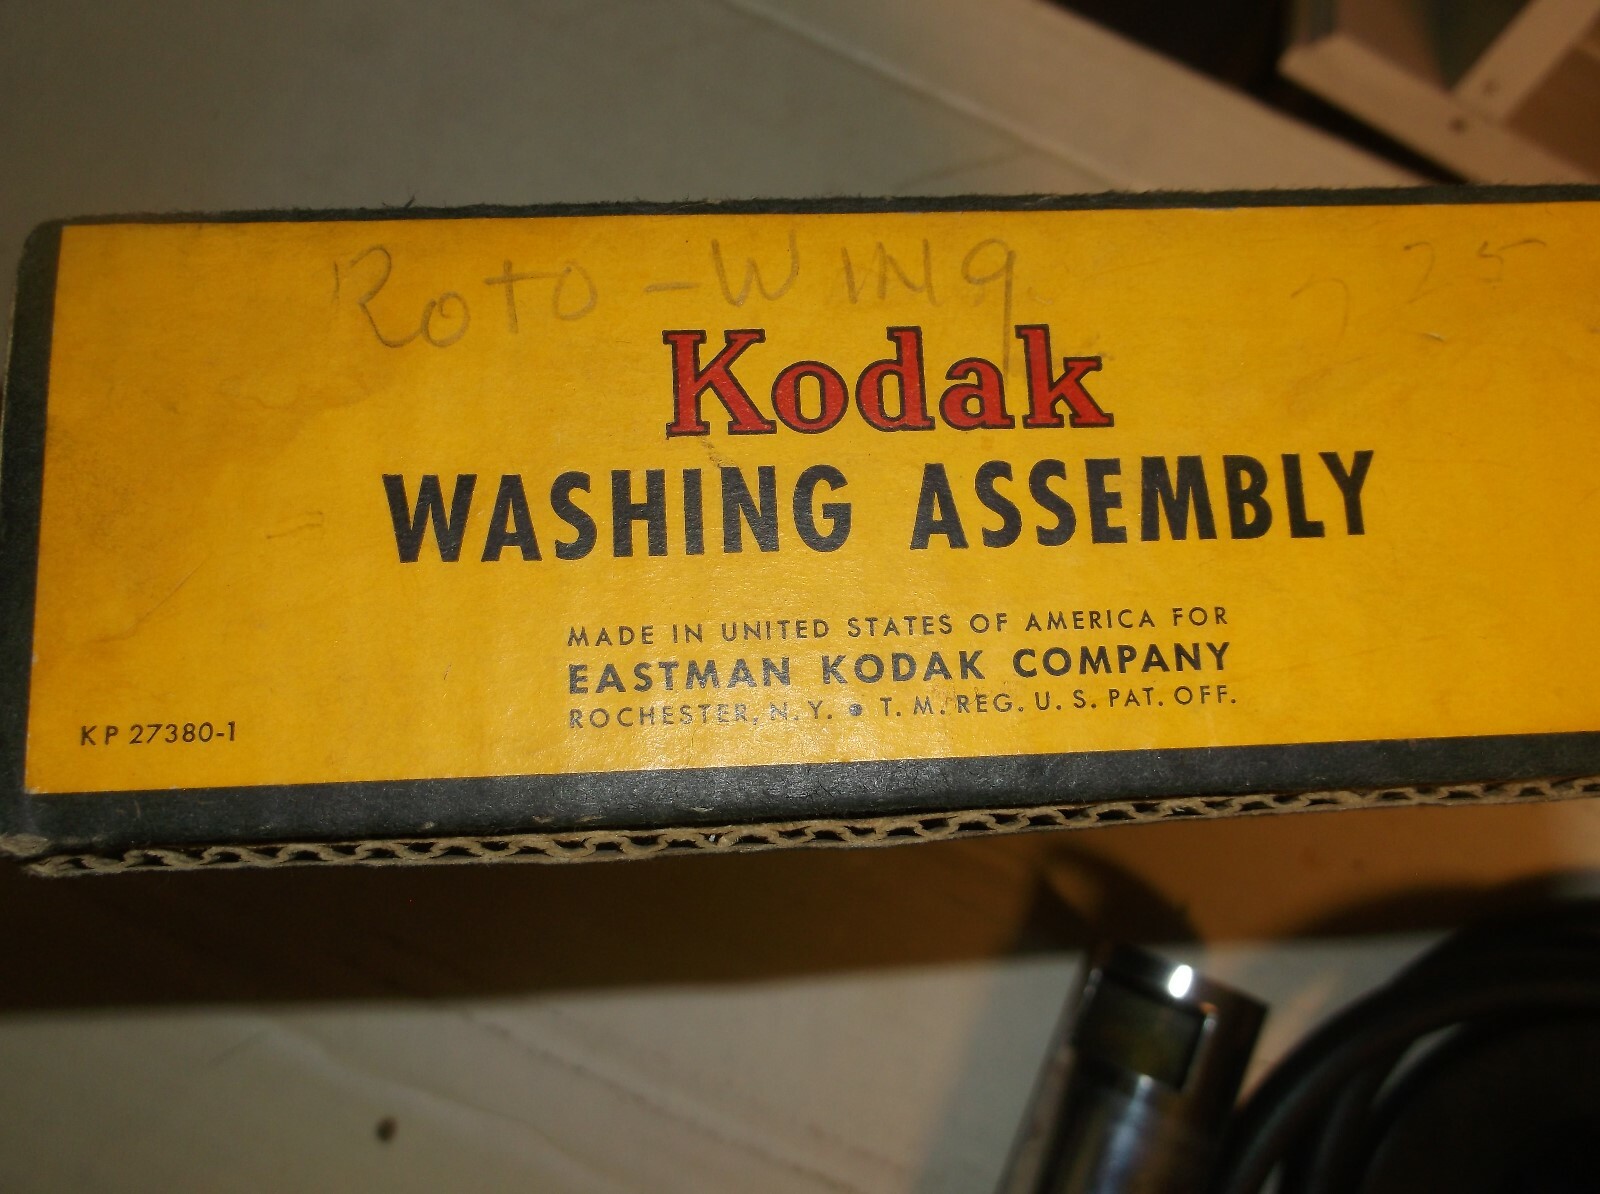 Roto-Wing
25
Kodak
WASHING ASSEMBLY
MADE IN UNITED STATES OF AMERICA FOR
EASTMAN KODAK COMPANY
ROCHESTER, N. Y. • T. M. REG. U. S. PAT. OFF.
KP 27380-1